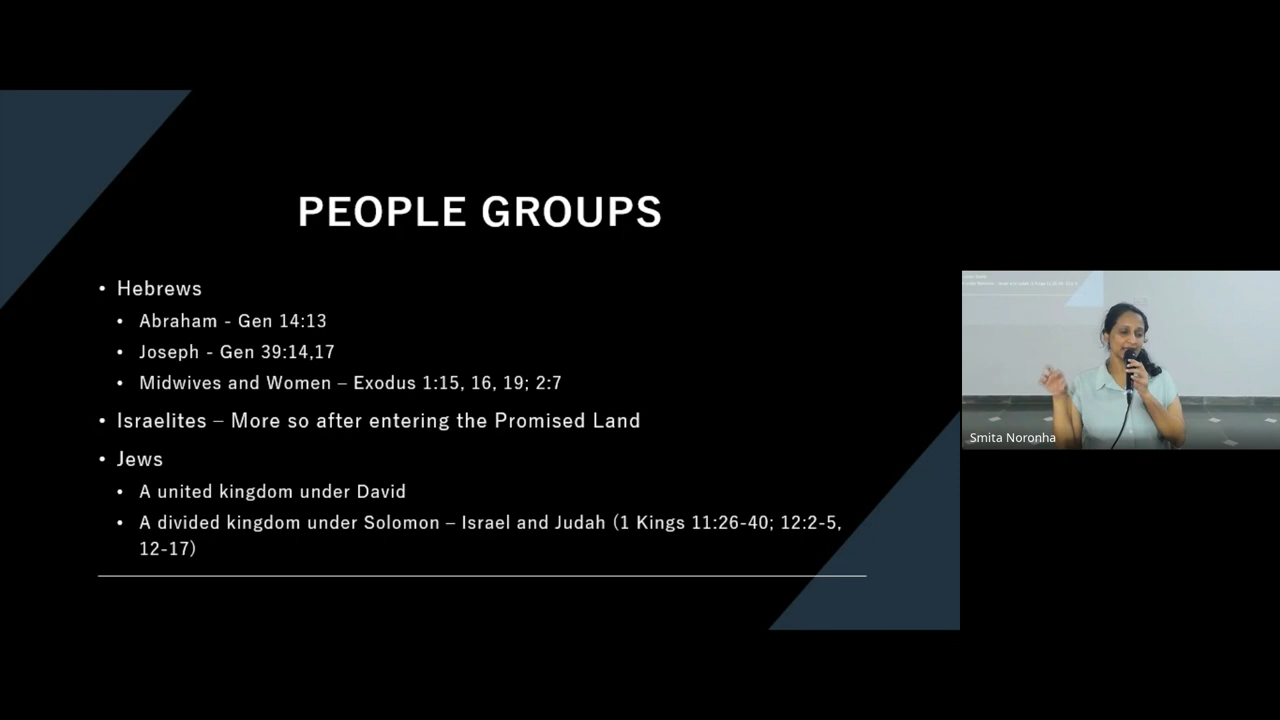 PEOPLE GROUPS
• Hebrews
• Abraham - Gen 14:13
• Joseph - Gen 39:14,17
• Midwives and Women – Exodus 1:15, 16, 19; 2:7
• Israelites – More so after entering the Promised Land
• Jews
• A united kingdom under David
• A divided kingdom under Solomon – Israel and Judah (1 Kings 11:26-40; 12:2-5,
12-17)
Smita Noronha